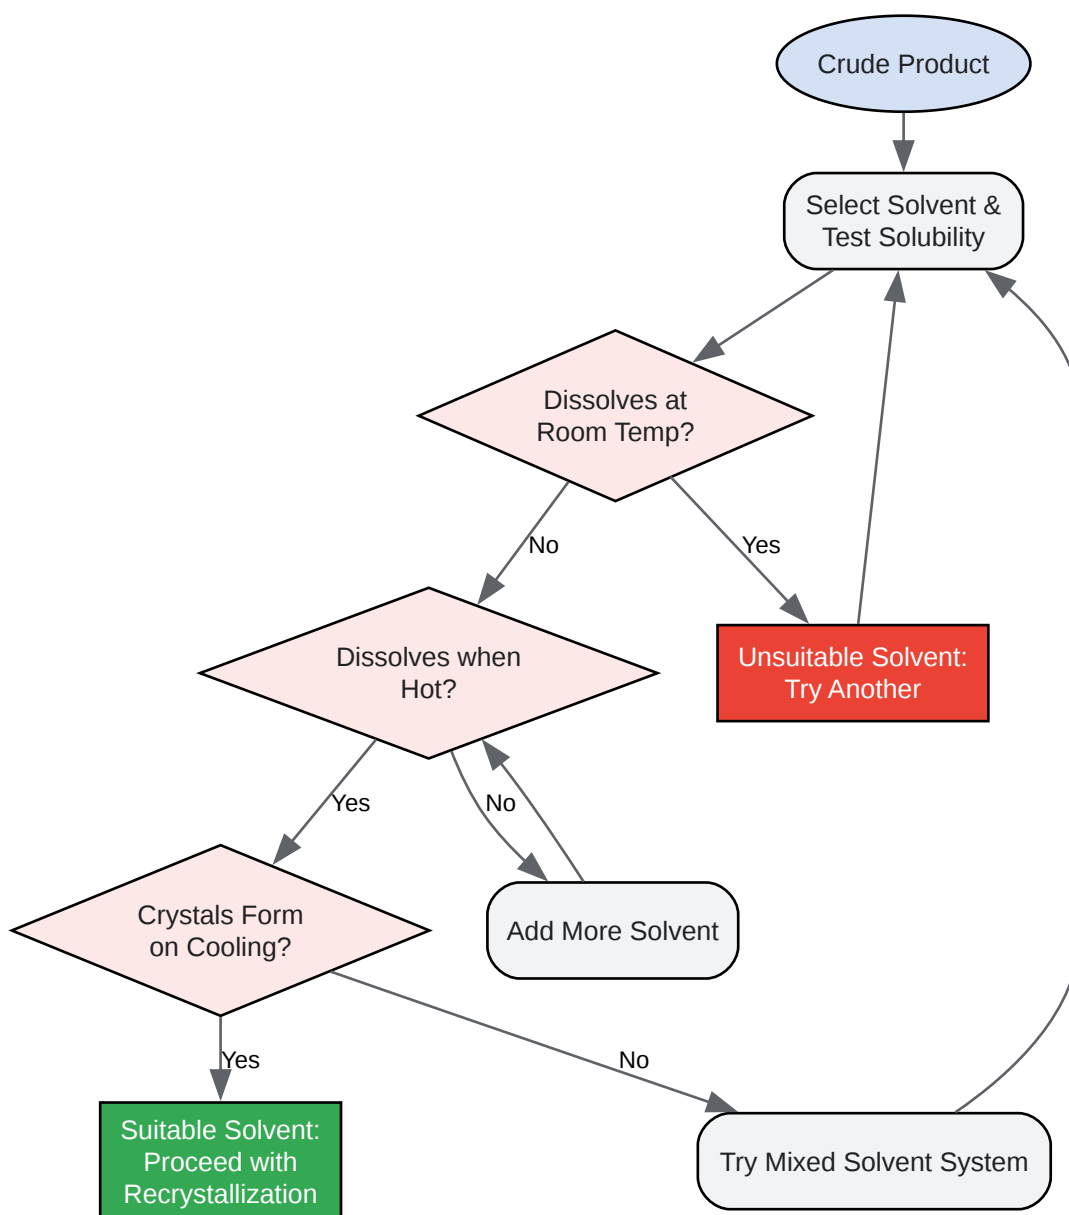 Crude Product
Select Solvent &
Test Solubility
Dissolves at
Room Temp?
No
Yes
Dissolves when
Hot?
Unsuitable Solvent:
Try Another
Yes
No
Crystals Form
on Cooling?
Add More Solvent
Yes
No
Suitable Solvent:
Proceed with
Recrystallization
Try Mixed Solvent System